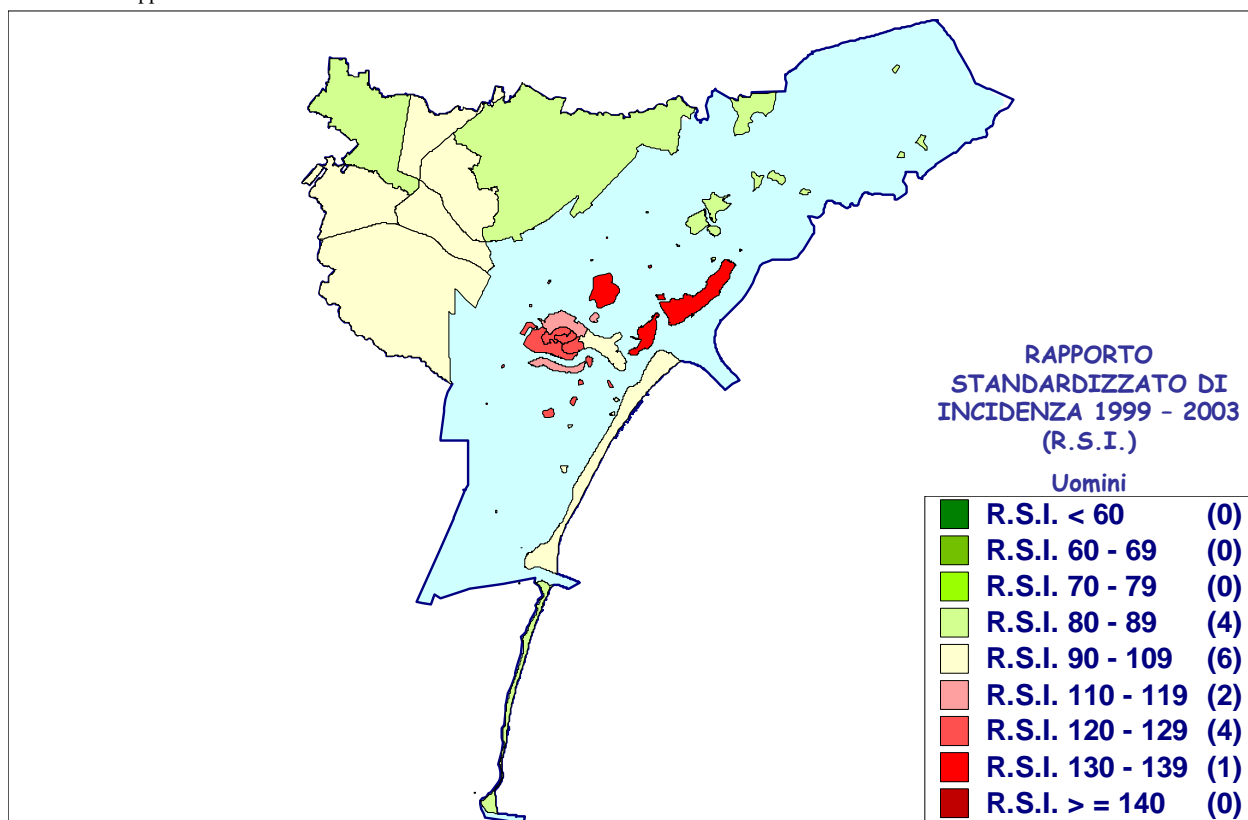 RAPPORTO
STANDARDIZZATO DI
INCIDENZA 1999 - 2003
(R.S.I.)
Uomini
R.S.I. < 60 (0)
R.S.I. 60 - 69 (0)
R.S.I. 70 - 79 (0)
R.S.I. 80 - 89 (4)
R.S.I. 90 - 109 (6)
R.S.I. 110 - 119 (2)
R.S.I. 120 - 129 (4)
R.S.I. 130 - 139 (1)
R.S.I. > = 140 (0)